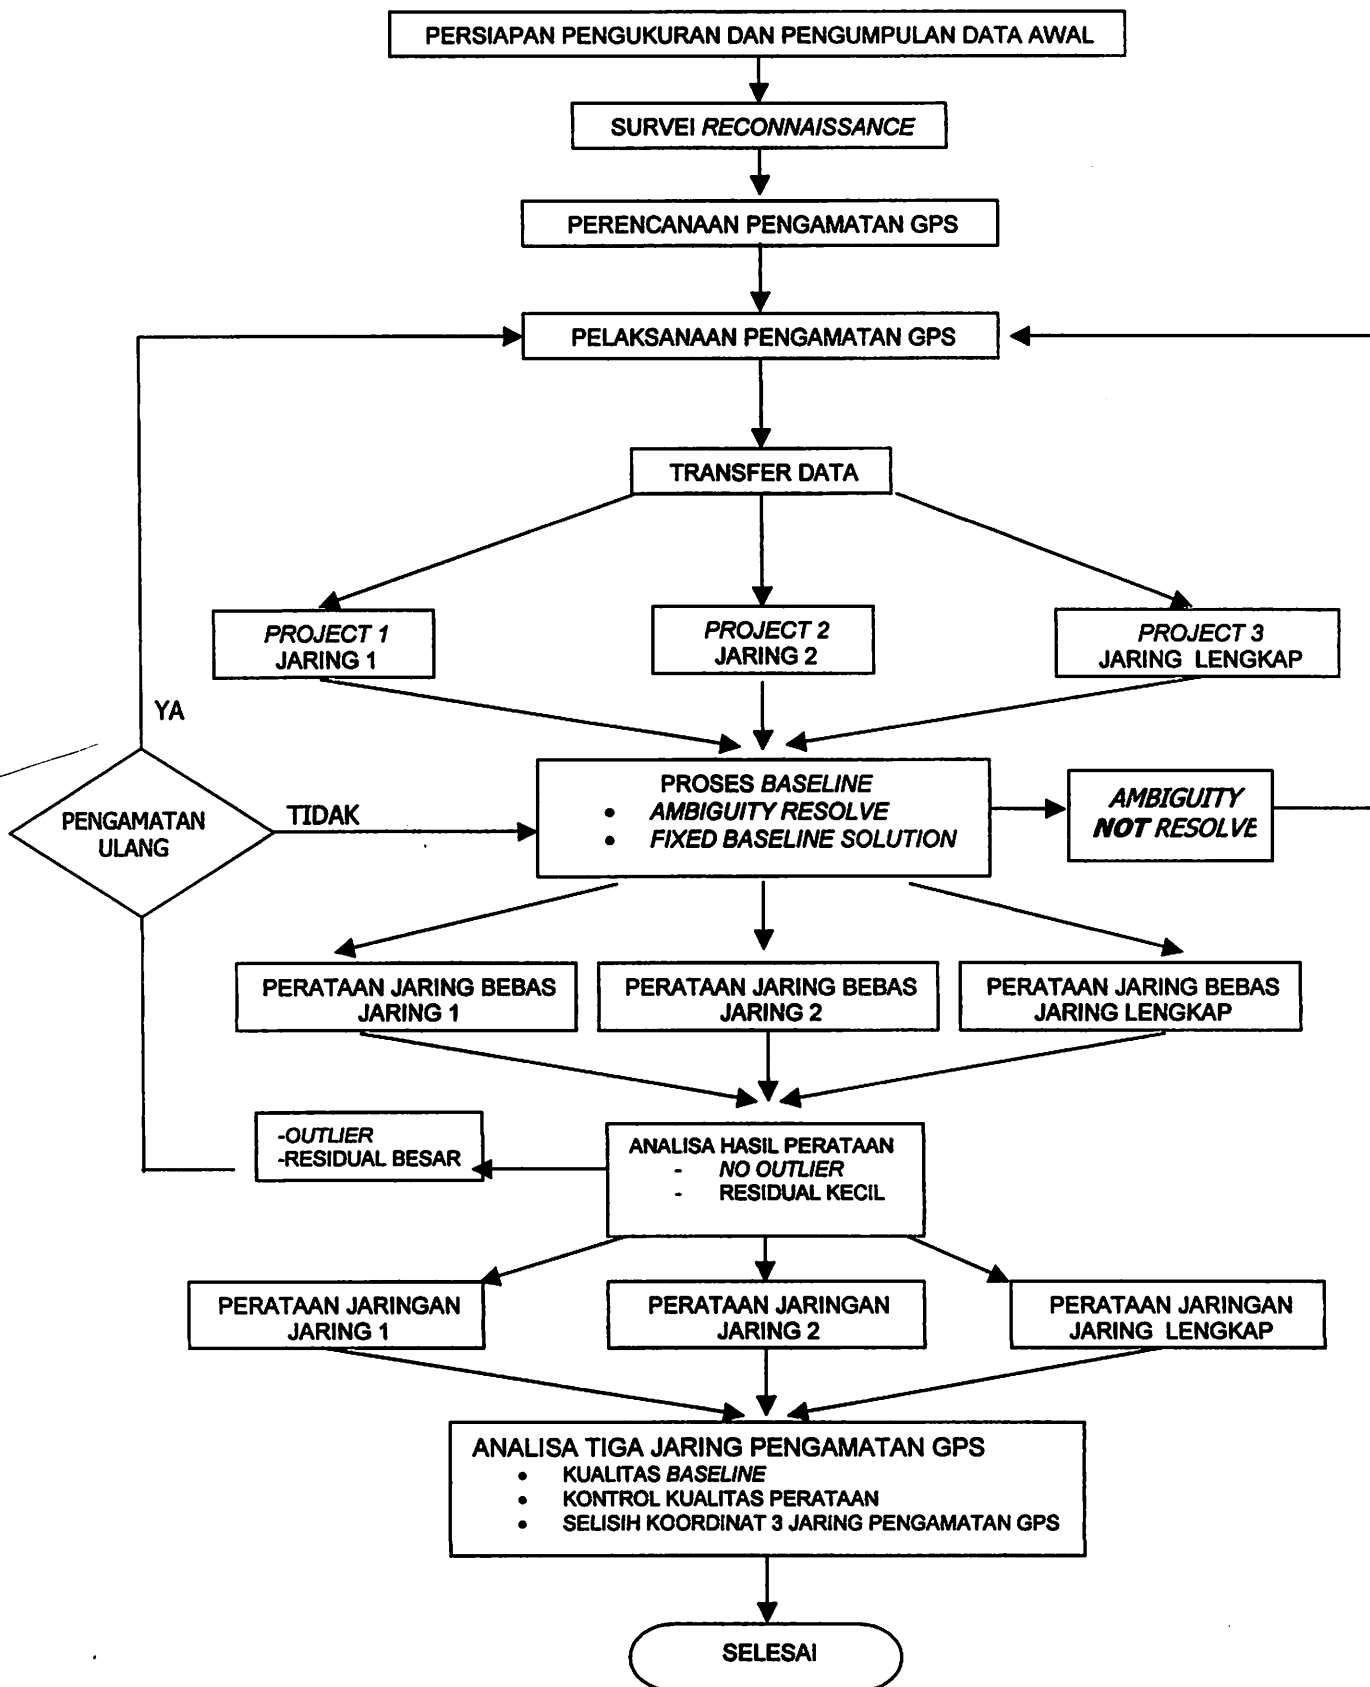 PERSIAPAN PENGUKURAN DAN PENGUMPULAN DATA AWAL
SURVEI RECONNAISSANCE
PERENCANAAN PENGAMATAN GPS
PELAKSANAAN PENGAMATAN GPS
TRANSFER DATA
PROJECT 1
JARING 1
PROJECT 2
JARING 2
PROJECT 3
JARING LENGKAP
YA
PENGAMATAN
ULANG
TIDAK
PROSES BASELINE
• AMBIGUITY RESOLVE
• FIXED BASELINE SOLUTION
AMBIGUITY
NOT RESOLVE
PERATAAN JARING BEBAS
JARING 1
PERATAAN JARING BEBAS
JARING 2
PERATAAN JARING BEBAS
JARING LENGKAP
-OUTLIER
-RESIDUAL BESAR
ANALISA HASIL PERATAAN
- NO OUTLIER
- RESIDUAL KECIL
PERATAAN JARINGAN
JARING 1
PERATAAN JARINGAN
JARING 2
PERATAAN JARINGAN
JARING LENGKAP
ANALISA TIGA JARING PENGAMATAN GPS
• KUALITAS BASELINE
• KONTROL KUALITAS PERATAAN
• SELISIH KOORDINAT 3 JARING PENGAMATAN GPS
SELESAI